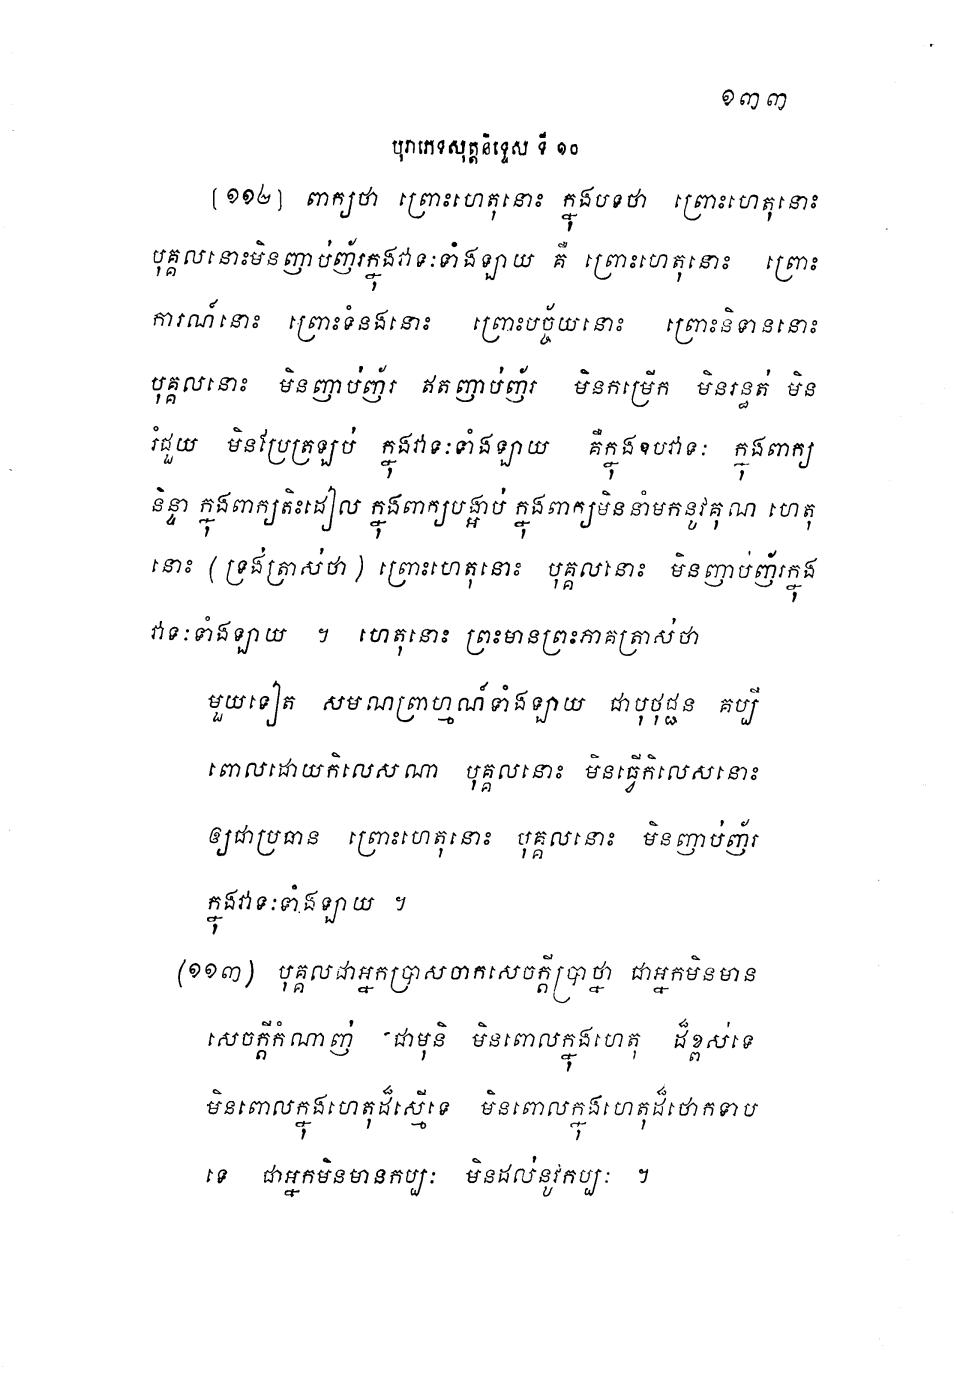 ១៣៣
បុរាភេទសុត្តនិទ្ទេស ទី ១០
(១១២) ពាក្យថា ព្រោះហេតុនោះ ក្នុងបទថា ព្រោះហេតុនោះ
បុគ្គលនោះមិនញាប់ញ័រក្នុងវាទៈទាំងឡាយ គឺ ព្រោះហេតុនោះ ព្រោះ
ការណ៍នោះ ព្រោះទំនងនោះ ព្រោះបច្ច័យនោះ ព្រោះនិទាននោះ
បុគ្គលនោះ មិនញាប់ញ័រ ឥតញាប់ញ័រ មិនកម្រើក មិនរន្ធត់ មិន
រំជួយ មិនប្រែត្រឡប់ ក្នុងវាទៈទាំងឡាយ គឺក្នុងឧបវាទៈ ក្នុងពាក្យ
និន្ទា ក្នុងពាក្យតិះដៀល ក្នុងពាក្យបង្អាប់ ក្នុងពាក្យមិននាំមកនូវគុណ ហេតុ
នោះ (ទ្រង់ត្រាស់ថា) ព្រោះហេតុនោះ បុគ្គលនោះ មិនញាប់ញ័រក្នុង
វាទៈទាំងឡាយ ។ ហេតុនោះ ព្រះមានព្រះភាគត្រាស់ថា
មួយទៀត សមណព្រាហ្មណ៍ទាំងឡាយ ជាបុថុជ្ជន គប្បី
ពោលដោយកិលេសណា បុគ្គលនោះ មិនធ្វើកិលេសនោះ
ឲ្យជាប្រធាន ព្រោះហេតុនោះ បុគ្គលនោះ មិនញាប់ញ័រ
ក្នុងវាទៈទាំងឡាយ ។
(១១៣) បុគ្គលជាអ្នកប្រាសចាកសេចក្តីប្រាថ្នា ជាអ្នកមិនមាន
សេចក្តីកំណាញ់ ជាមុនិ មិនពោលក្នុងហេតុ ដ៏ខ្ពស់ទេ
មិនពោលក្នុងហេតុដ៏ស្មើទេ មិនពោលក្នុងហេតុដ៏ថោកទាប
ទេ ជាអ្នកមិនមានកប្បៈ មិនដល់នូវកប្បៈ ។